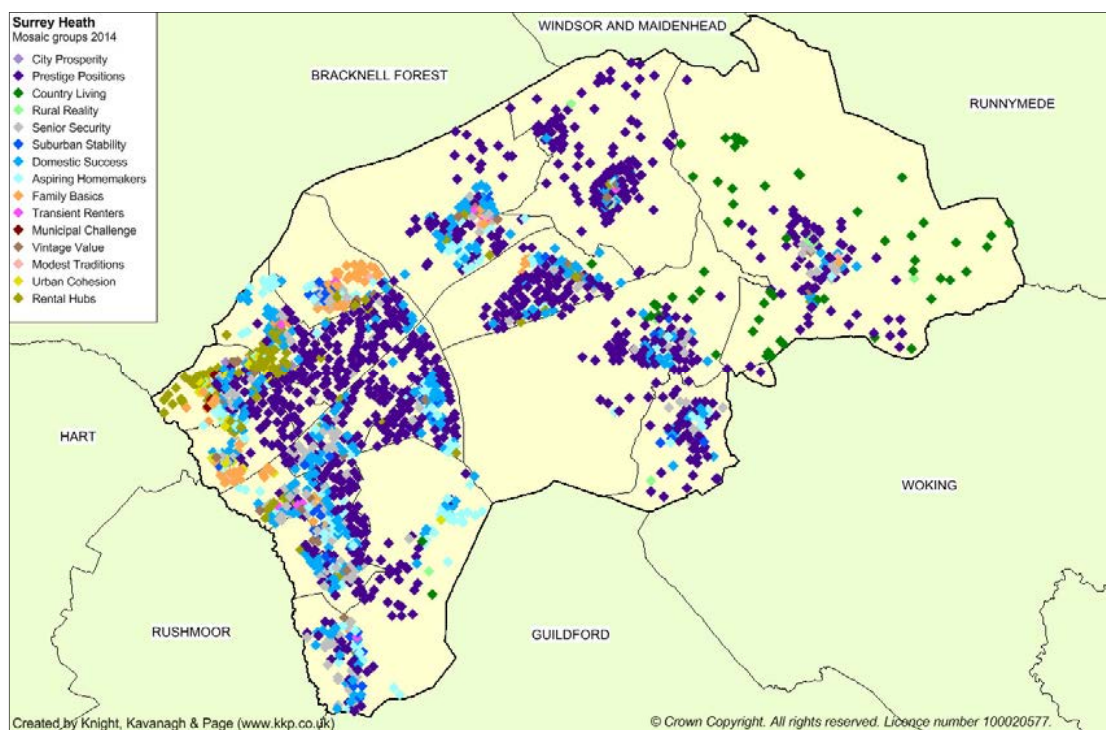 Surrey Heath
Mosaic groups 2014
City Prosperity
Prestige Positions
Country Living
Rural Reality
Senior Security
Suburban Stability
Domestic Success
Aspiring Homemakers
Family Basics
Transient Renters
Municipal Challenge
Vintage Value
Modest Traditions
Urban Cohesion
Rental Hubs
WINDSOR AND MAIDENHEAD
BRACKNELL FOREST
RUNNYMEDE
HART
WOKING
RUSHMOOR
GUILDFORD
Created by Knight, Kavanagh & Page (www.kkp.co.uk)
© Crown Copyright. All rights reserved. Licence number 100020577.